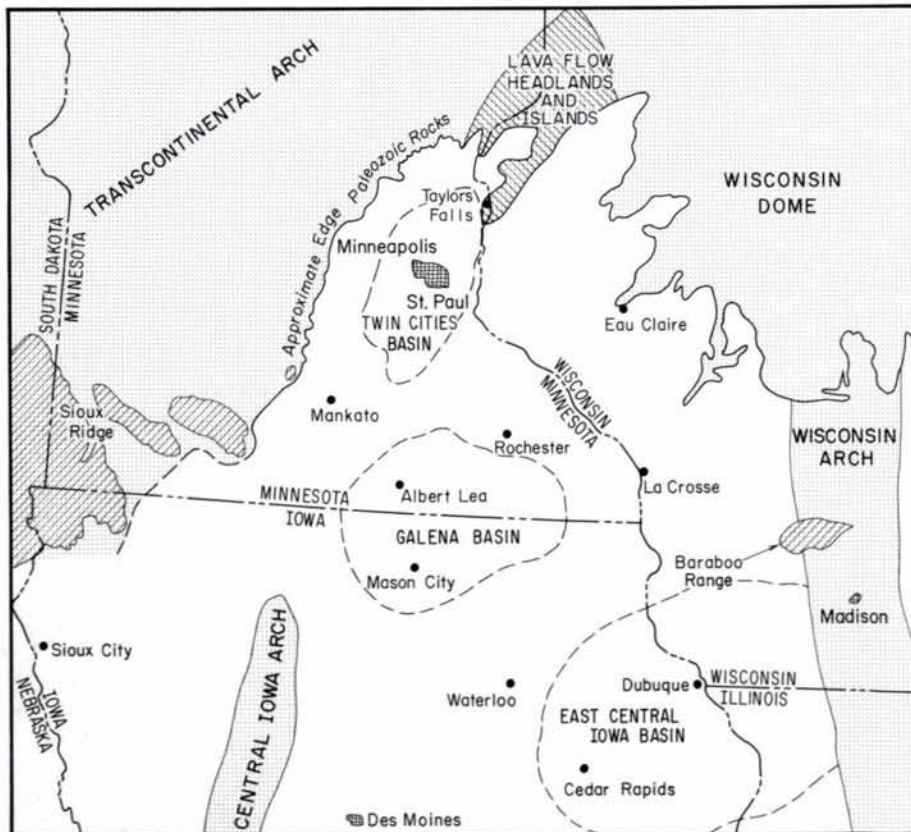 TRANSCONTINENTAL ARCH
LAVA FLOW
HEADLANDS
AND
ISLANDS
Approximate Edge Paleozoic Rocks
WISCONSIN
DOME
Taylors
Falls
Minneapolis
St. Paul
TWIN CITIES
BASIN
SOUTH DAKOTA
MINNESOTA
Eau Claire
Sioux
Ridge
Mankato
WISCONSIN
MINNESOTA
Rochester
WISCONSIN
ARCH
La Crosse
Albert Lea
MINNESOTA
IOWA
GALENA BASIN
Mason City
Baraboo
Range
Madison
Sioux City
CENTRAL IOWA ARCH
IOWA
NEBRASKA
Waterloo
Dubuque
WISCONSIN
ILLINOIS
EAST CENTRAL
IOWA BASIN
Cedar Rapids
Des Moines